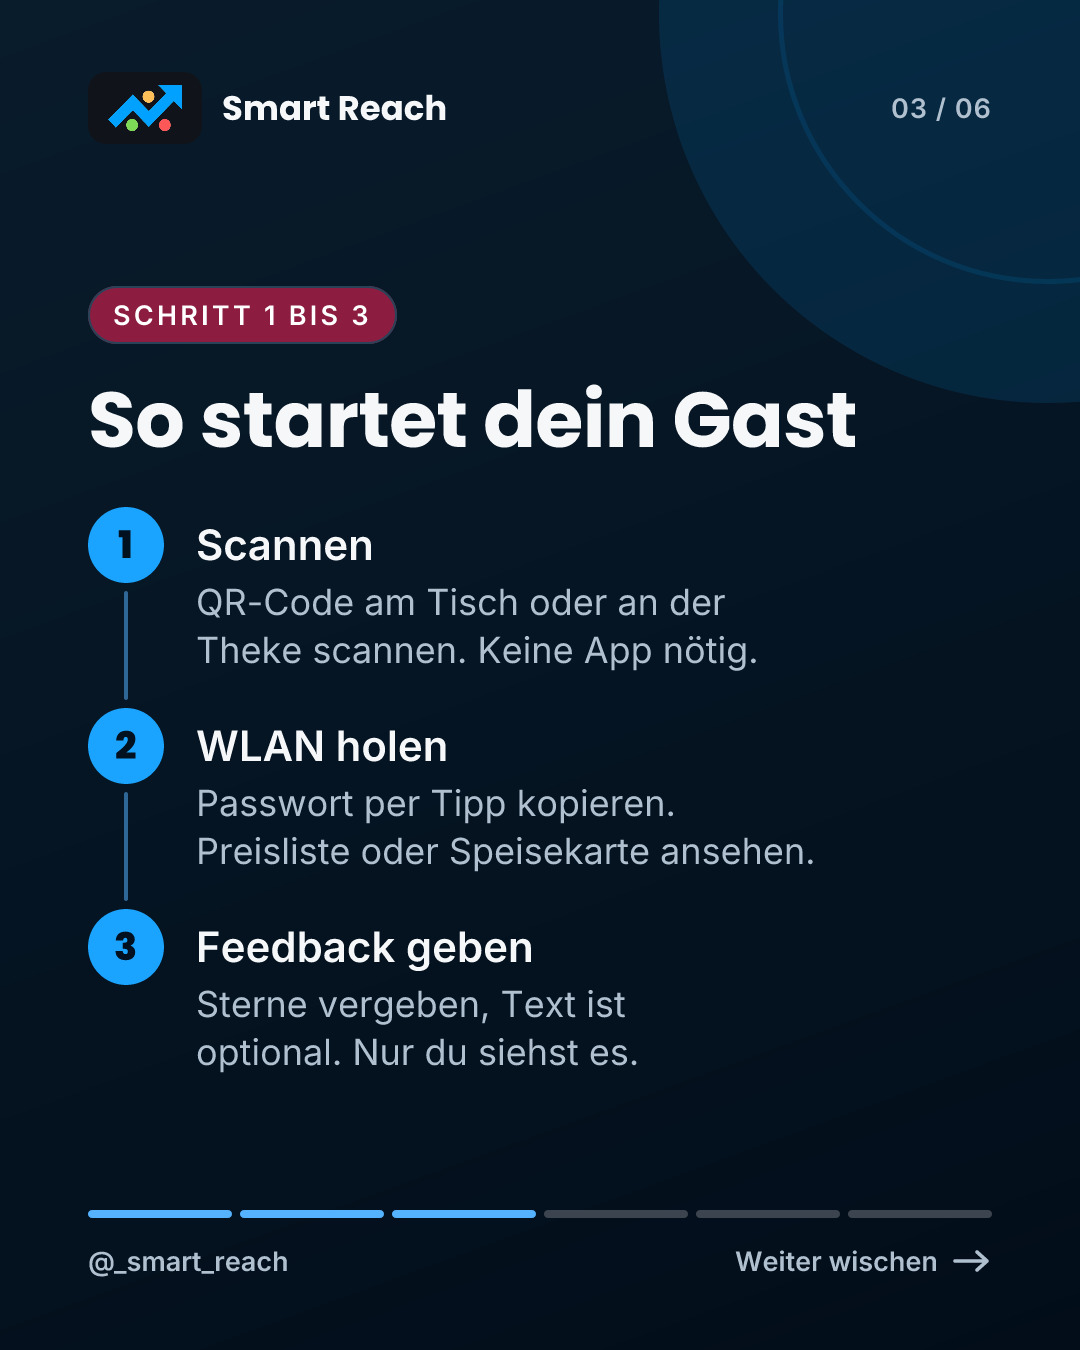 Smart Reach
03 / 06
SCHRITT 1 BIS 3
So startet dein Gast
1
Scannen
QR-Code am Tisch oder an der
Theke scannen. Keine App nötig.
2
WLAN holen
Passwort per Tipp kopieren.
Preisliste oder Speisekarte ansehen.
3
Feedback geben
Sterne vergeben, Text ist
optional. Nur du siehst es.
@_smart_reach
Weiter wischen →